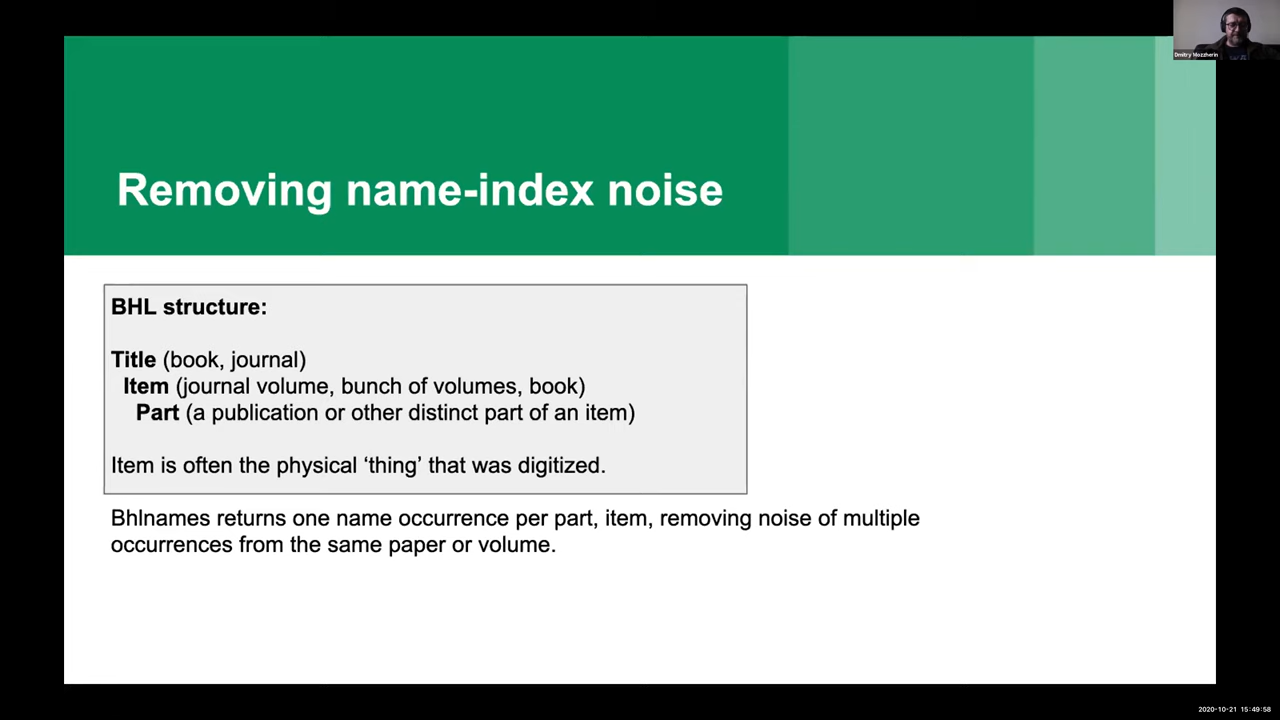 Dmitry Mozzherin
Removing name-index noise
BHL structure:
Title (book, journal)
Item (journal volume, bunch of volumes, book)
Part (a publication or other distinct part of an item)
Item is often the physical ‘thing’ that was digitized.
Bhlnames returns one name occurrence per part, item, removing noise of multiple
occurrences from the same paper or volume.
2020-10-21 15:49:58